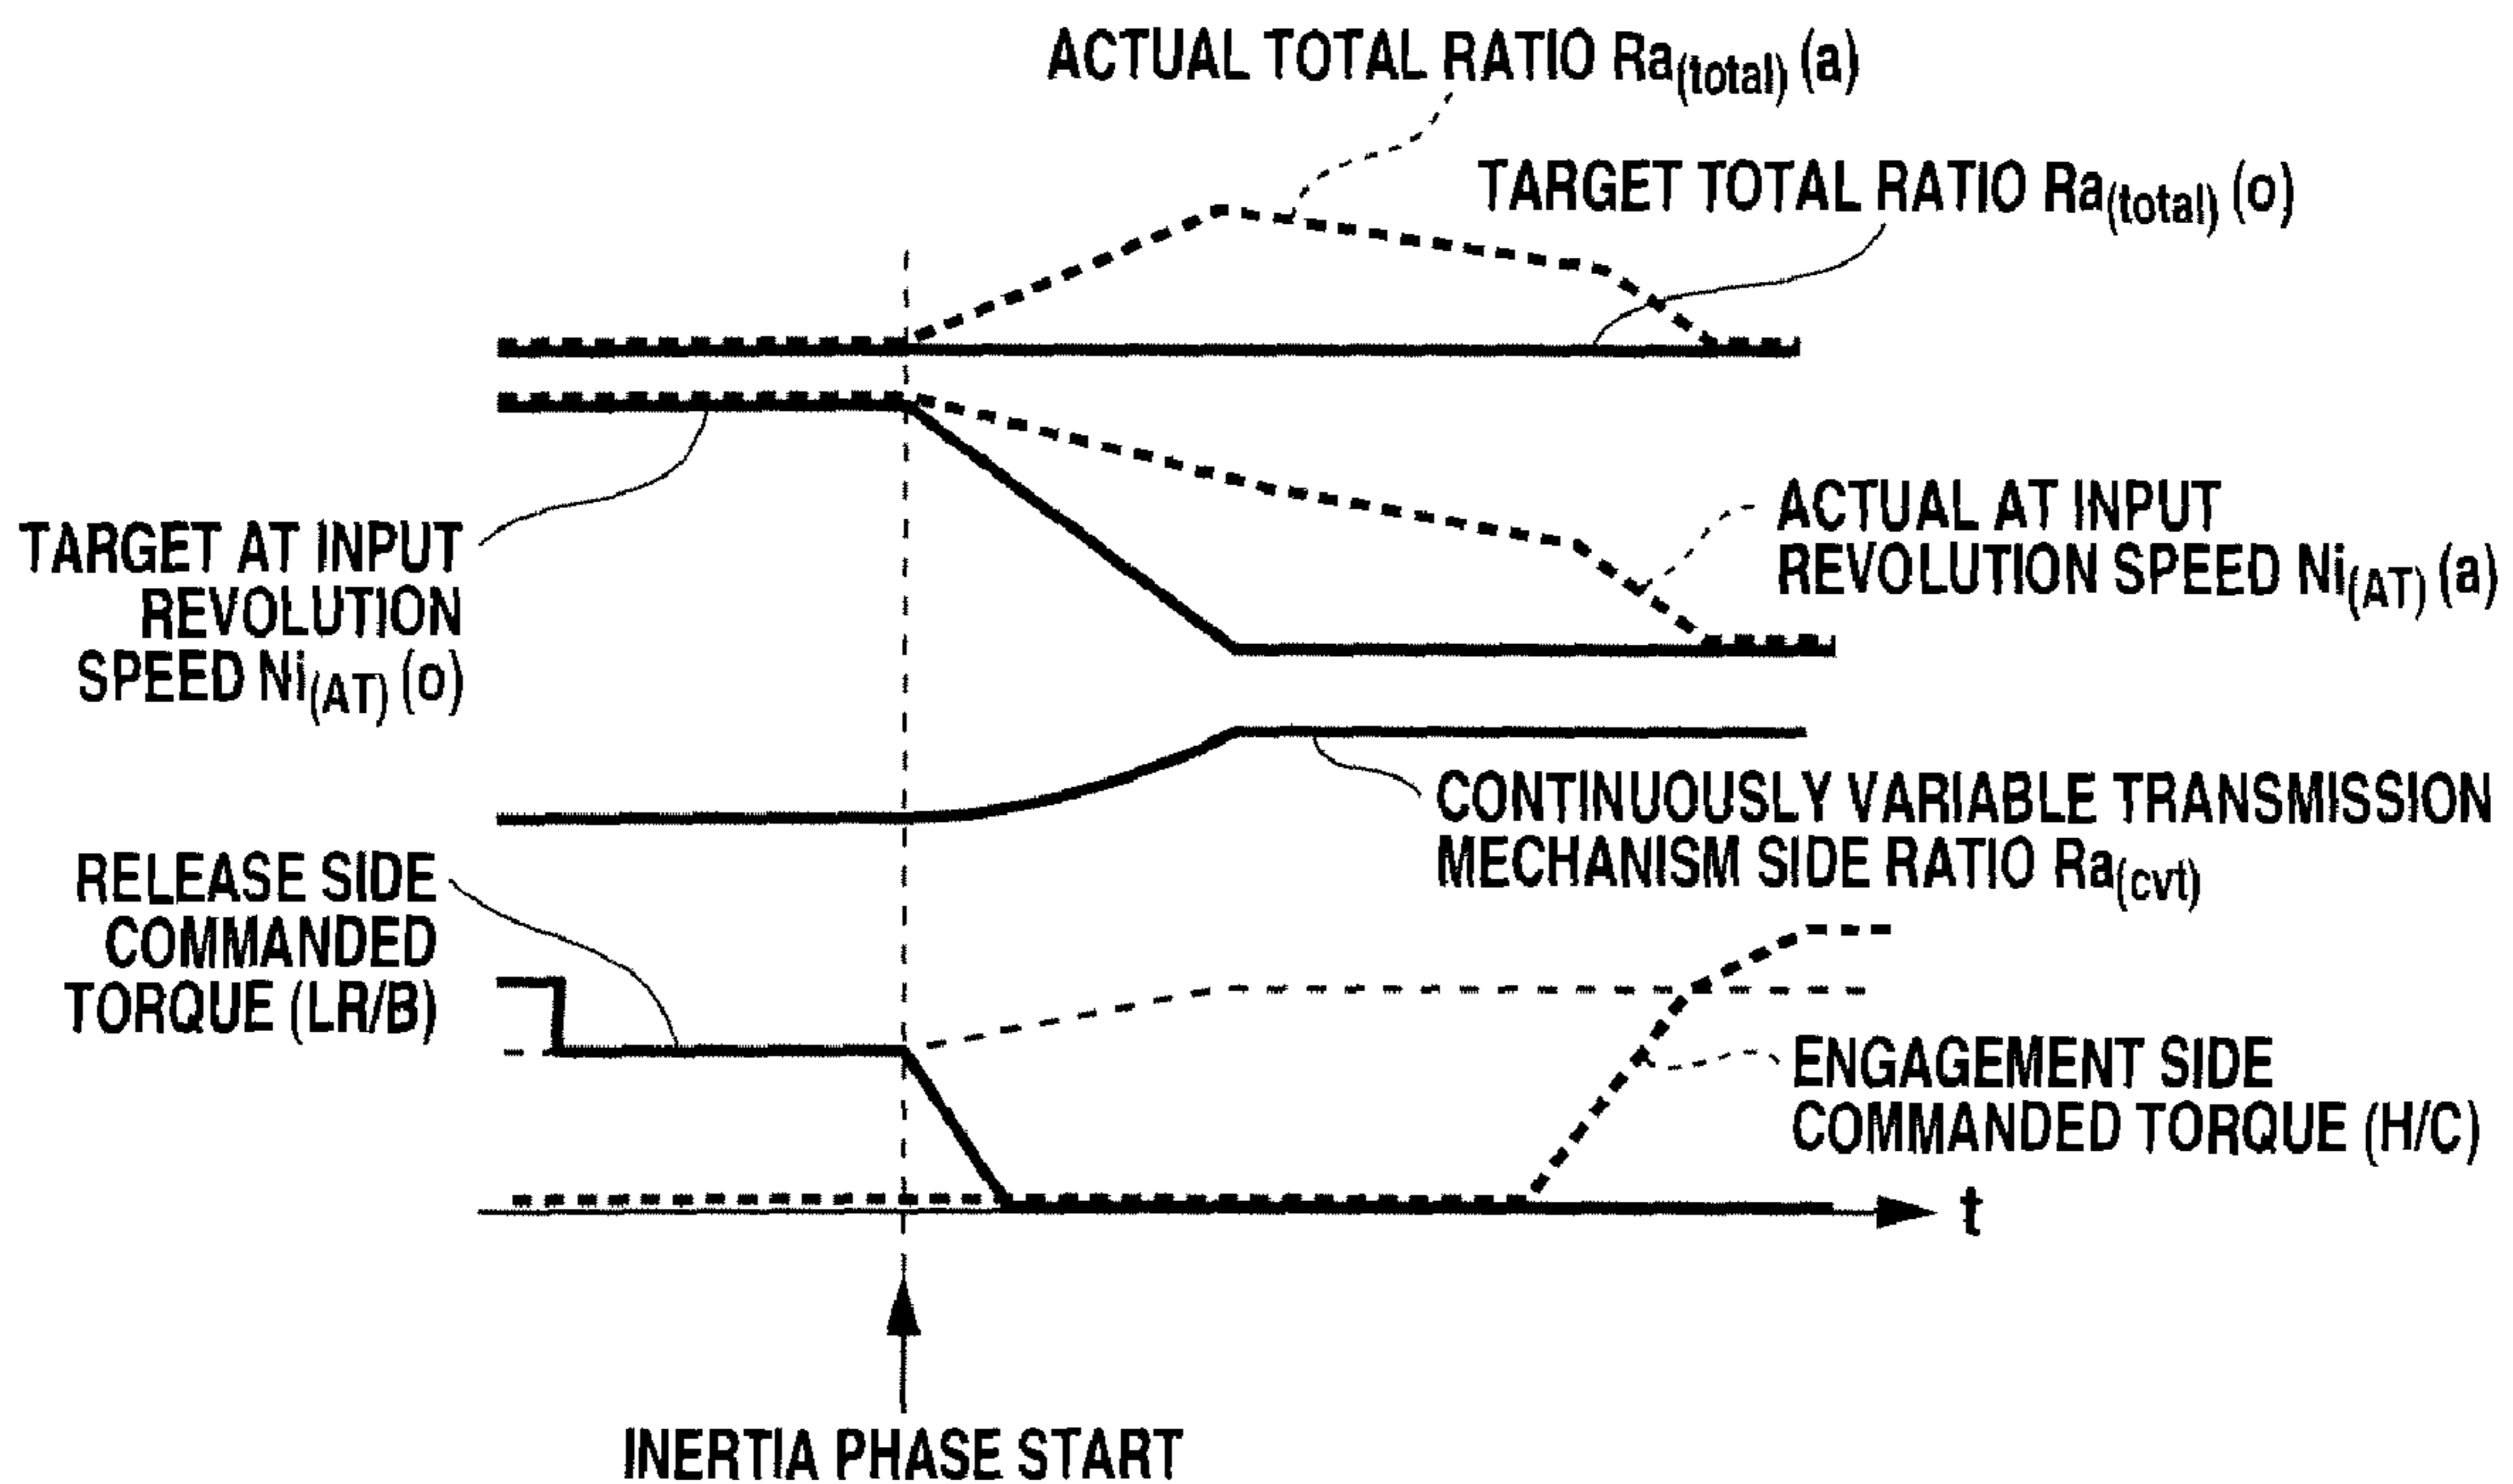 ACTUAL TOTAL RATIO Ra(total) (a)
TARGET TOTAL RATIO Ra(total) (o)
TARGET AT INPUT
REVOLUTION
SPEED Ni(AT) (o)
ACTUAL AT INPUT
REVOLUTION SPEED Ni(AT) (a)
CONTINUOUSLY VARIABLE TRANSMISSION
MECHANISM SIDE RATIO Ra(cvt)
RELEASE SIDE
COMMANDED
TORQUE (LR/B)
ENGAGEMENT SIDE
COMMANDED TORQUE (H/C)
t
INERTIA PHASE START